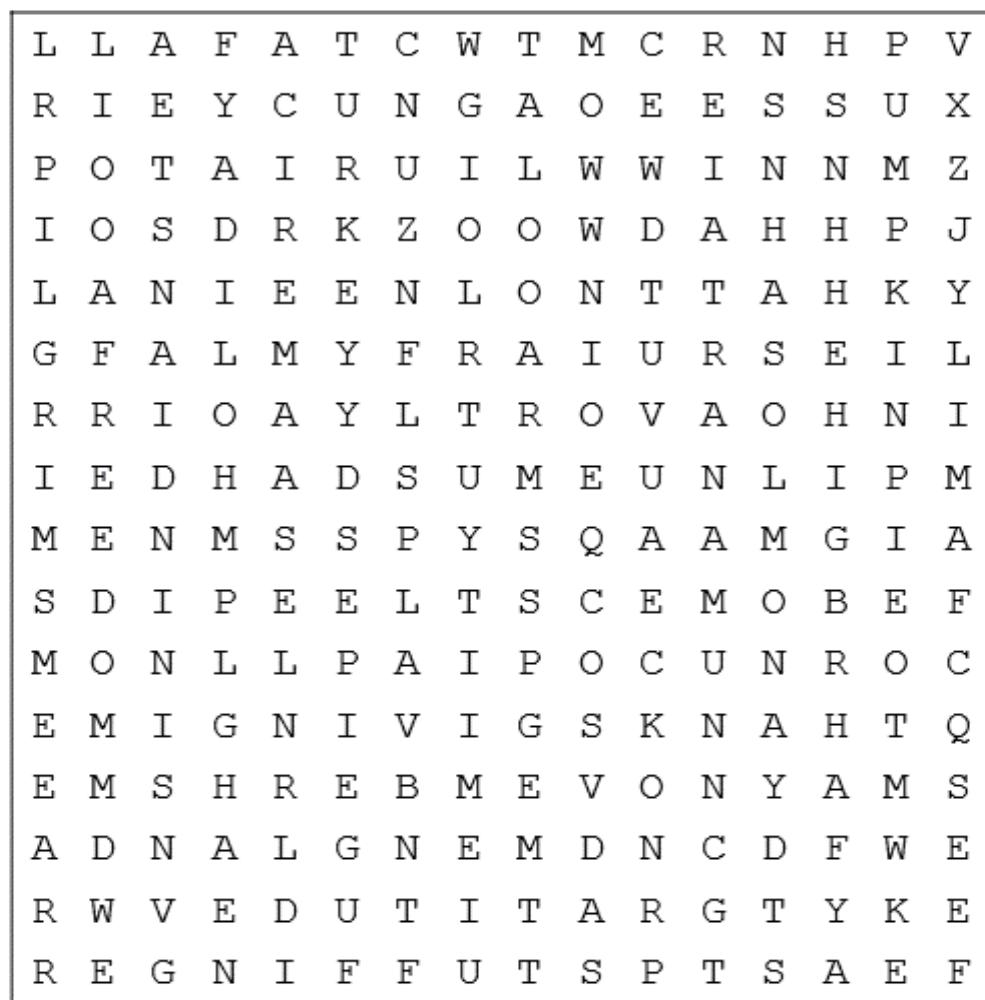 L L A F A T C W T M C R N H P V
R I E Y C U N G A O E E S S U X
P O T A I R U I L W W I N N M Z
I O S D R K Z O O W D A H H P J
L A N I E E N L O N T T A H K Y
G F A L M Y F R A I U R S E I L
R R I O A Y L T R O V A O H N I
I E D H A D S U M E U N L I P M
M E N M S S P Y S Q A A M G I A
S D I P E E L T S C E M O B E F
M O N L L P A I P O C U N R O C
E M I G N I V I G S K N A H T Q
E M S H R E B M E V O N Y A M S
A D N A L G N E M D N C D F W E
R W V E D U T I T A R G T Y K E
R E G N I F F U T S P T S A E F